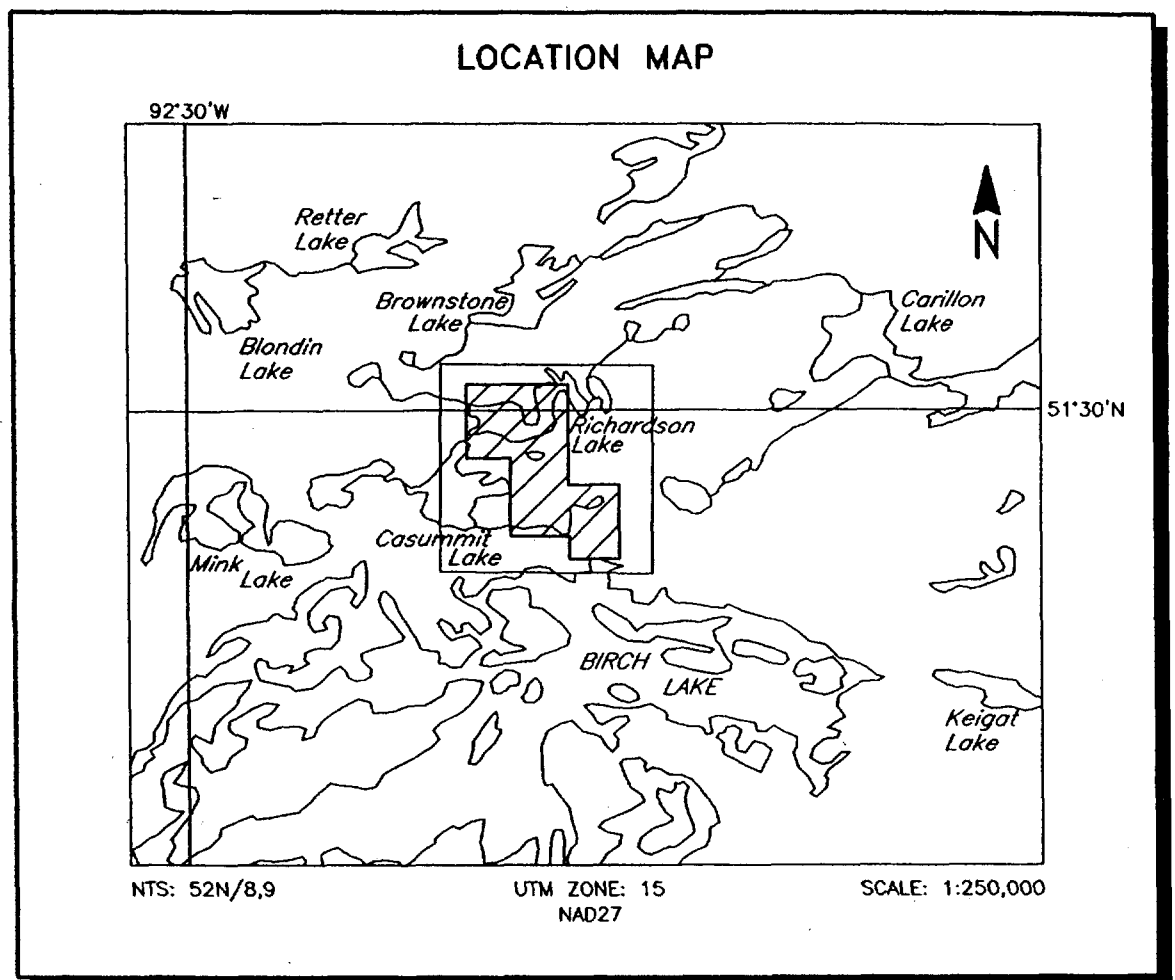 LOCATION MAP
92°30'W
Retter
Lake
Brownstone
Lake
Carillon
Lake
Blondin
Lake
51°30'N
Richardson
Lake
Casummit
Lake
Mink
Lake
BIRCH
LAKE
Keigat
Lake
N
NTS: 52N/8,9
UTM ZONE: 15
SCALE: 1:250,000
NAD27